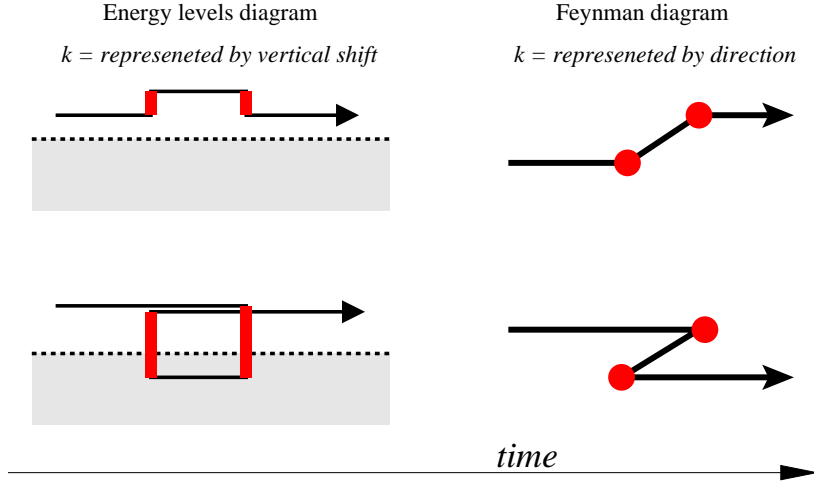 Energy levels diagram
Feynman diagram
k = represeneted by vertical shift
k = represeneted by direction
time